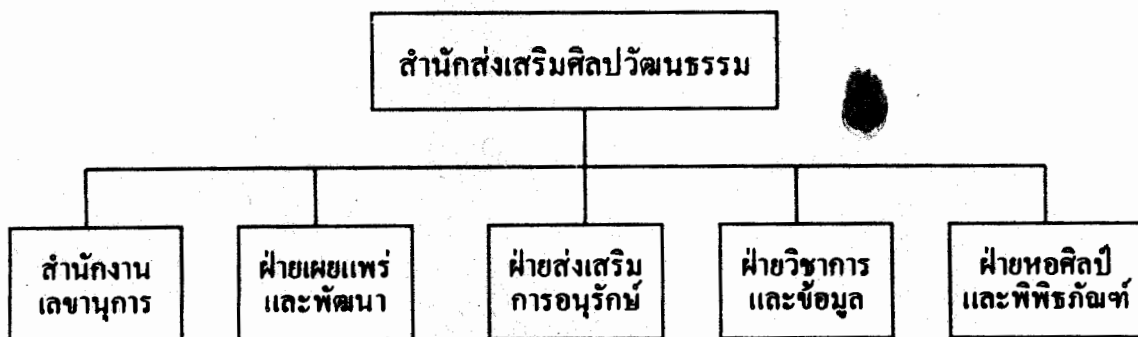 สำนักส่งเสริมศิลปวัฒนธรรม
สำนักงาน
เลขานุการ
ฝ่ายเผยแพร่
และพัฒนา
ฝ่ายส่งเสริม
การอนุรักษ์
ฝ่ายวิชาการ
และข้อมูล
ฝ่ายหอศิลป์
และพิพิธภัณฑ์